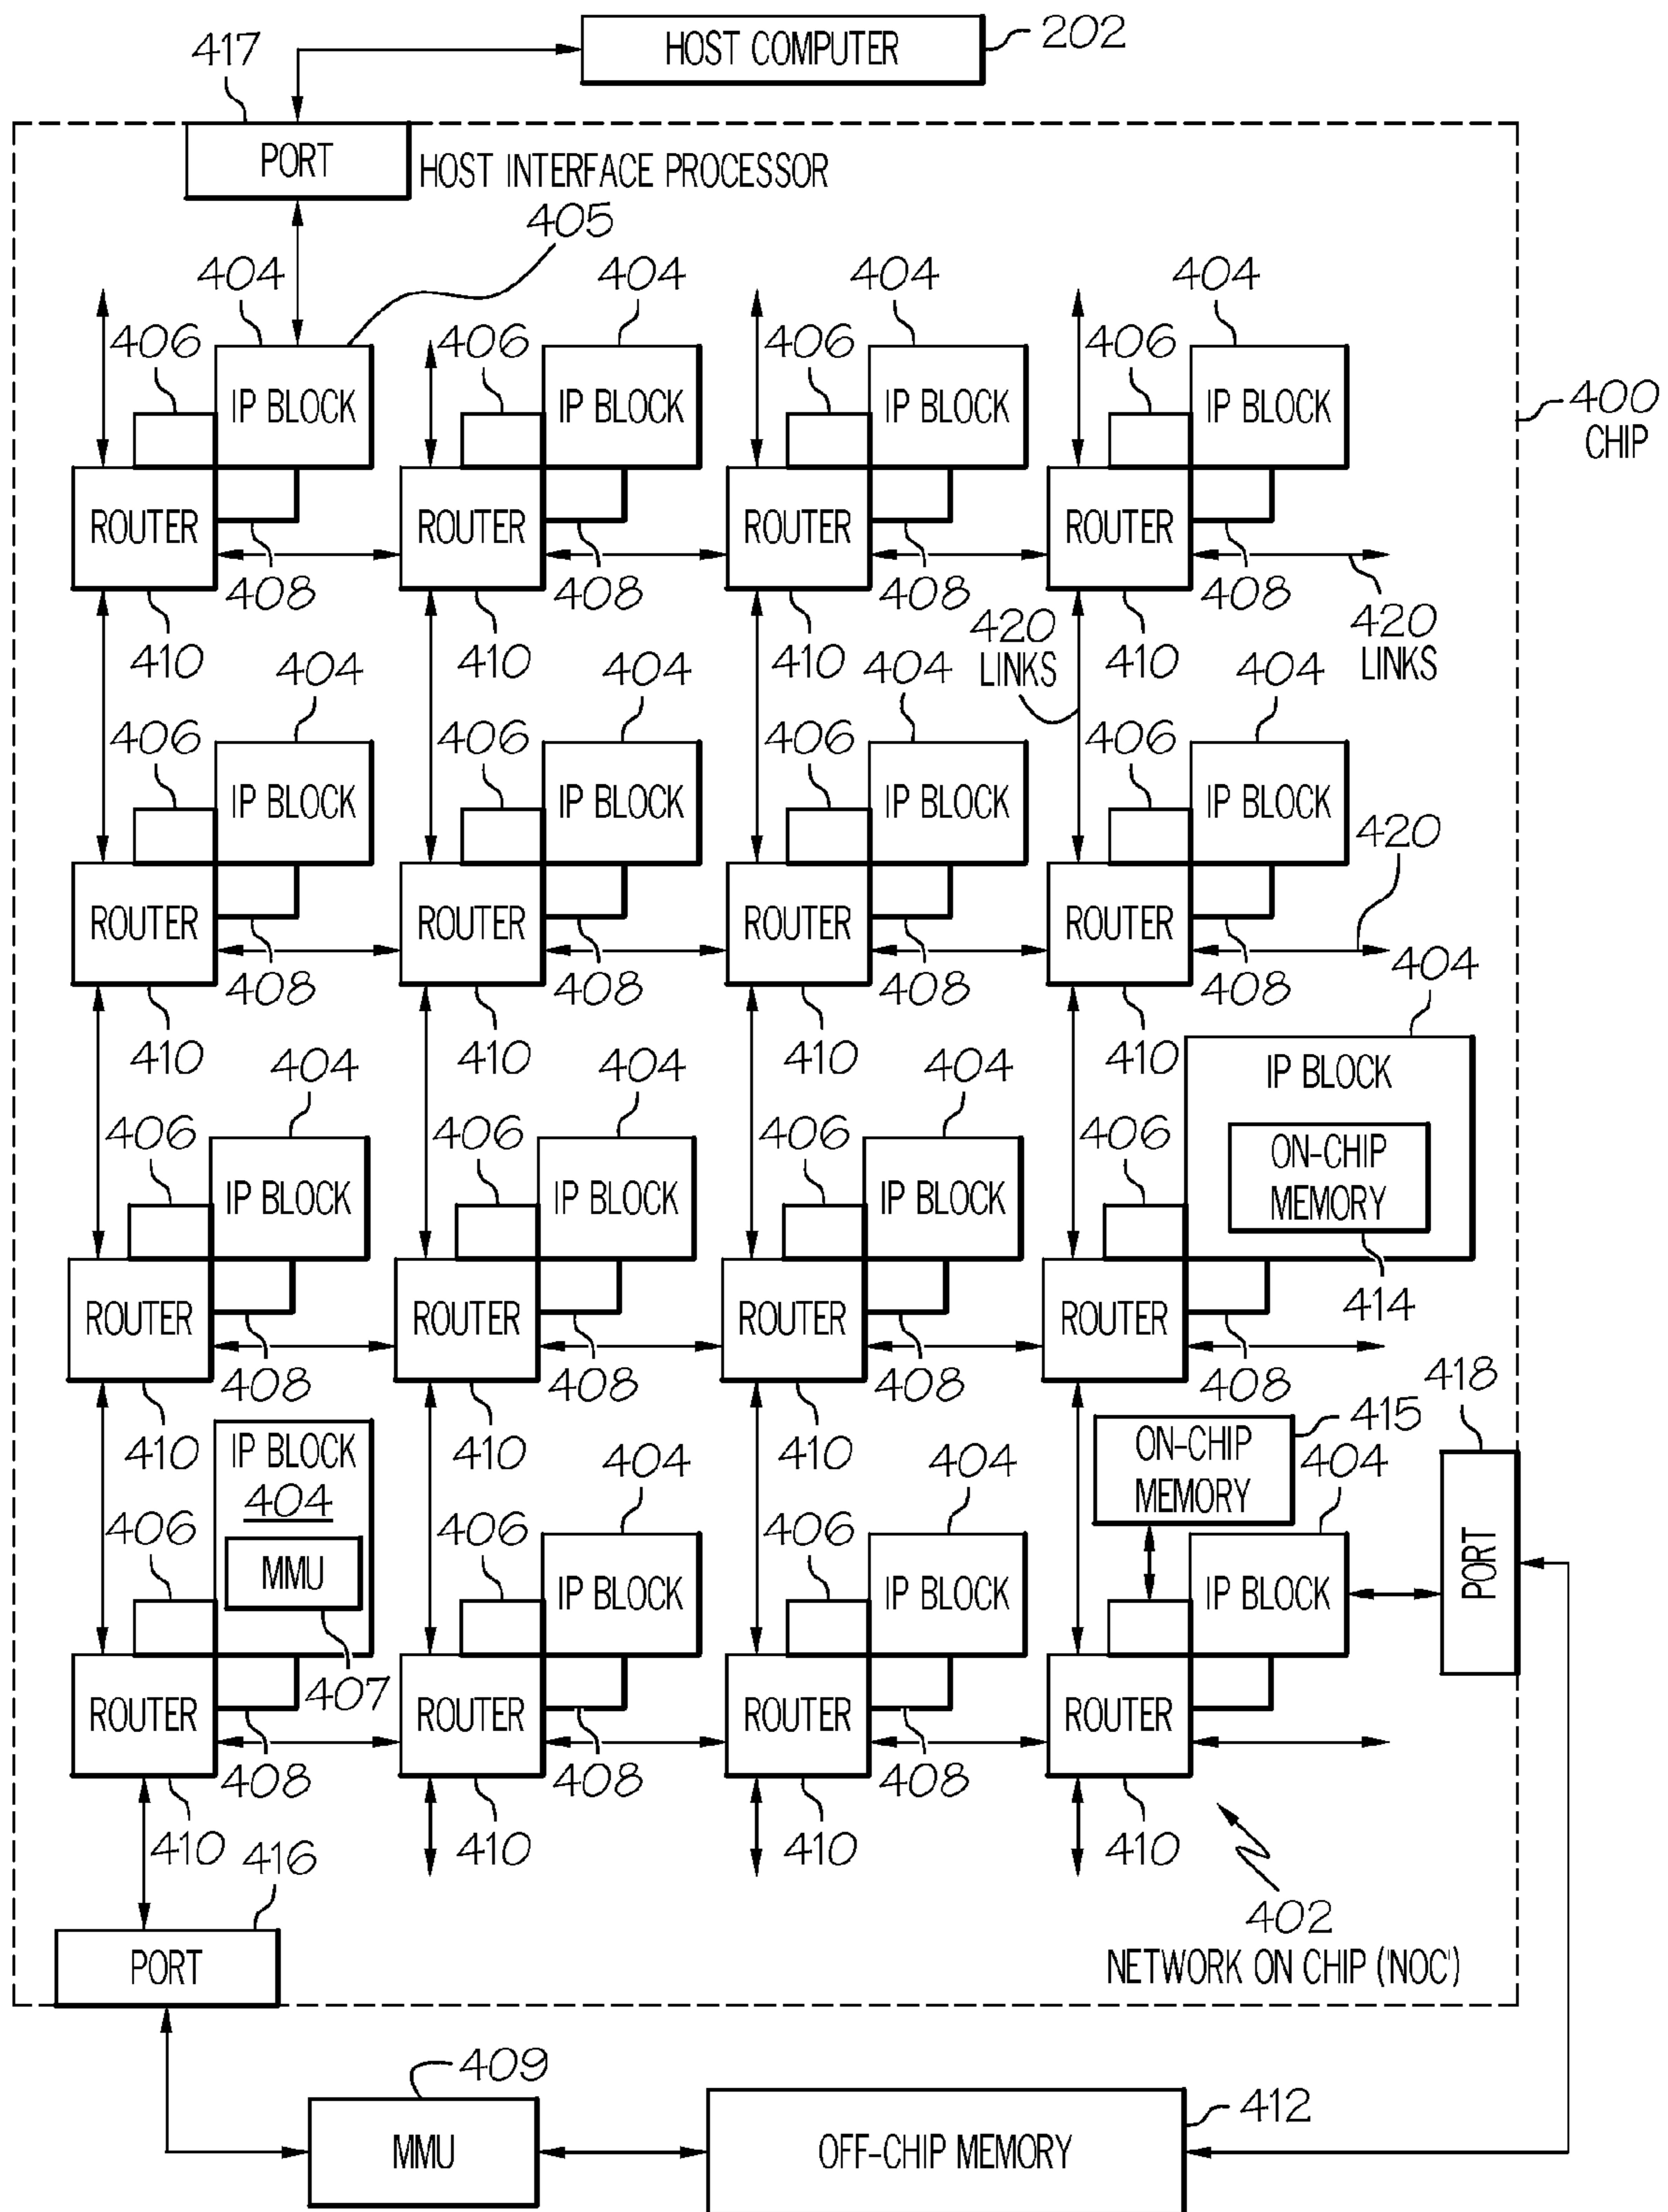 417
HOST COMPUTER
202
PORT
HOST INTERFACE PROCESSOR
405
404
404
404
404
406
406
406
406
IP BLOCK
IP BLOCK
IP BLOCK
IP BLOCK
400
CHIP
ROUTER
ROUTER
ROUTER
ROUTER
408
408
408
408
410
410
410
410
420
LINKS
420
LINKS
404
404
404
404
406
406
406
406
IP BLOCK
IP BLOCK
IP BLOCK
IP BLOCK
420
ROUTER
ROUTER
ROUTER
ROUTER
408
408
408
408
404
410
410
410
410
404
404
404
IP BLOCK
406
406
406
406
ON-CHIP
MEMORY
IP BLOCK
IP BLOCK
IP BLOCK
414
ROUTER
ROUTER
ROUTER
ROUTER
408
408
408
408
418
410
410
410
415
IP BLOCK
404
404
404
ON-CHIP
MEMORY
404
406
406
406
MMU
IP BLOCK
IP BLOCK
IP BLOCK
PORT
407
ROUTER
ROUTER
ROUTER
ROUTER
408
408
408
410
410
410
410
416
PORT
402
NETWORK ON CHIP ('NOC')
409
MMU
412
OFF-CHIP MEMORY